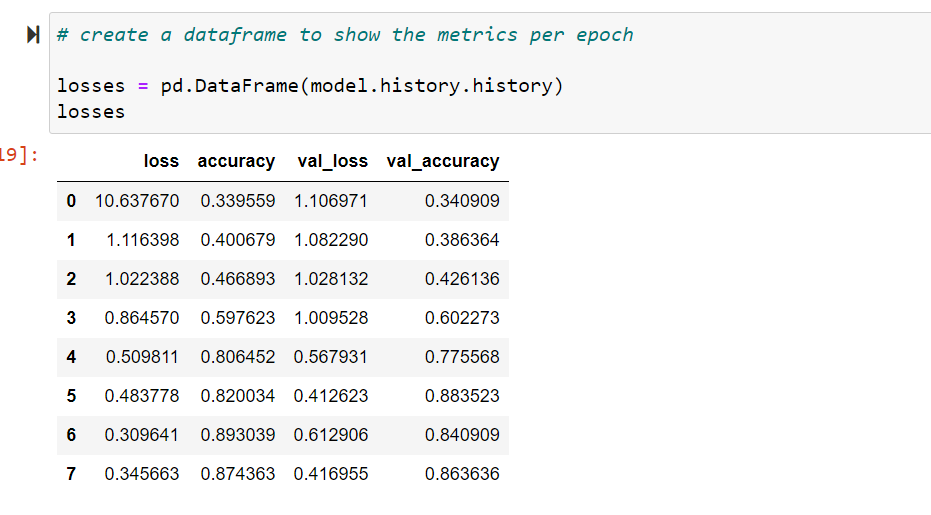 # create a dataframe to show the metrics per epoch
losses = pd.DataFrame(model.history.history)
losses
19]:
loss accuracy val_loss val_accuracy
0 10.637670 0.339559 1.106971 0.340909
1 1.116398 0.400679 1.082290 0.386364
2 1.022388 0.466893 1.028132 0.426136
3 0.864570 0.597623 1.009528 0.602273
4 0.509811 0.806452 0.567931 0.775568
5 0.483778 0.820034 0.412623 0.883523
6 0.309641 0.893039 0.612906 0.840909
7 0.345663 0.874363 0.416955 0.863636